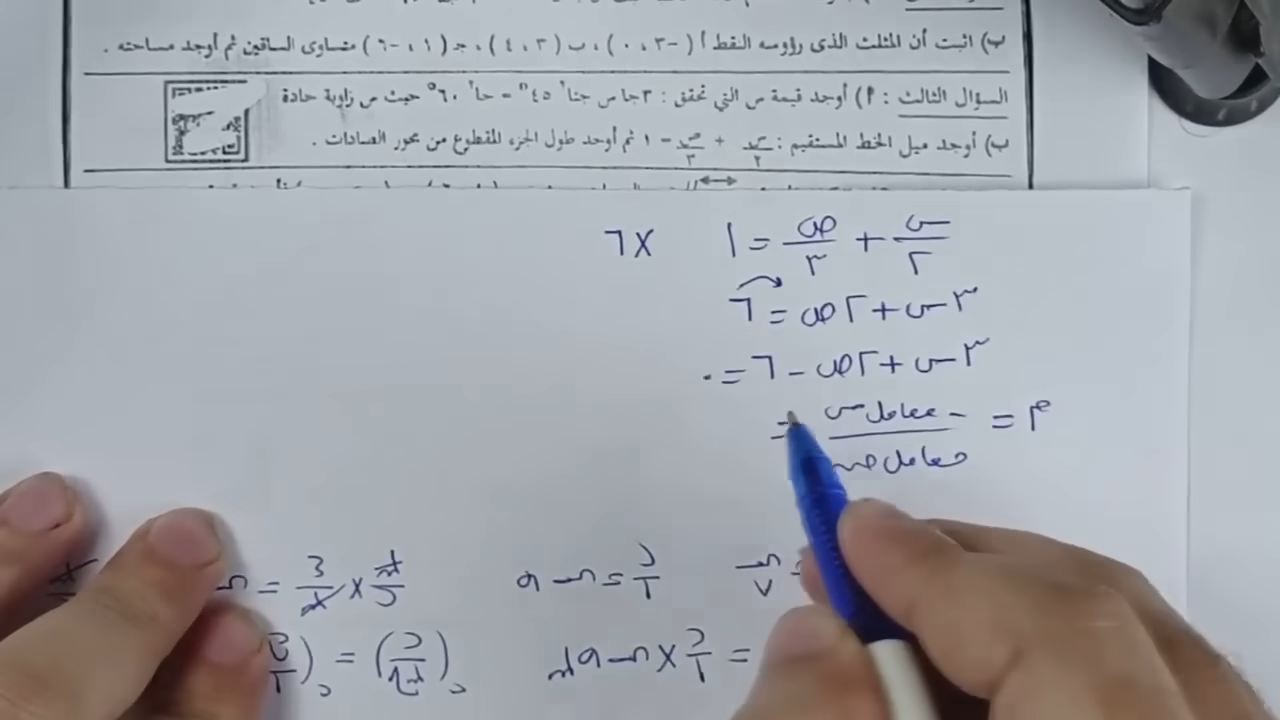 ب) اثبت أن المثلث الذى رؤوسه النقط أ ( -٣ ، ٠ ) ، ب ( ٣ ، ٤ ) ، جـ ( ١ ، -٦ ) متساوى الساقين ثم أوجد مساحته .
السؤال الثالث : أ) أوجد قيمة س التي تحقق : ٣ جا س جتا٢ ٤٥° = جا٢ ٦٠° حيث س زاوية حادة
ب) أوجد ميل الخط المستقيم : س/٢ + ص/٣ = ١ ثم أوجد طول الجزء المقطوع من محور الصادات .
س/٢ + ص/٣ = ١ ×٦
٣س + ٢ص = ٦
٣س + ٢ص - ٦ = ٠
م = - معامل س / معامل ص =